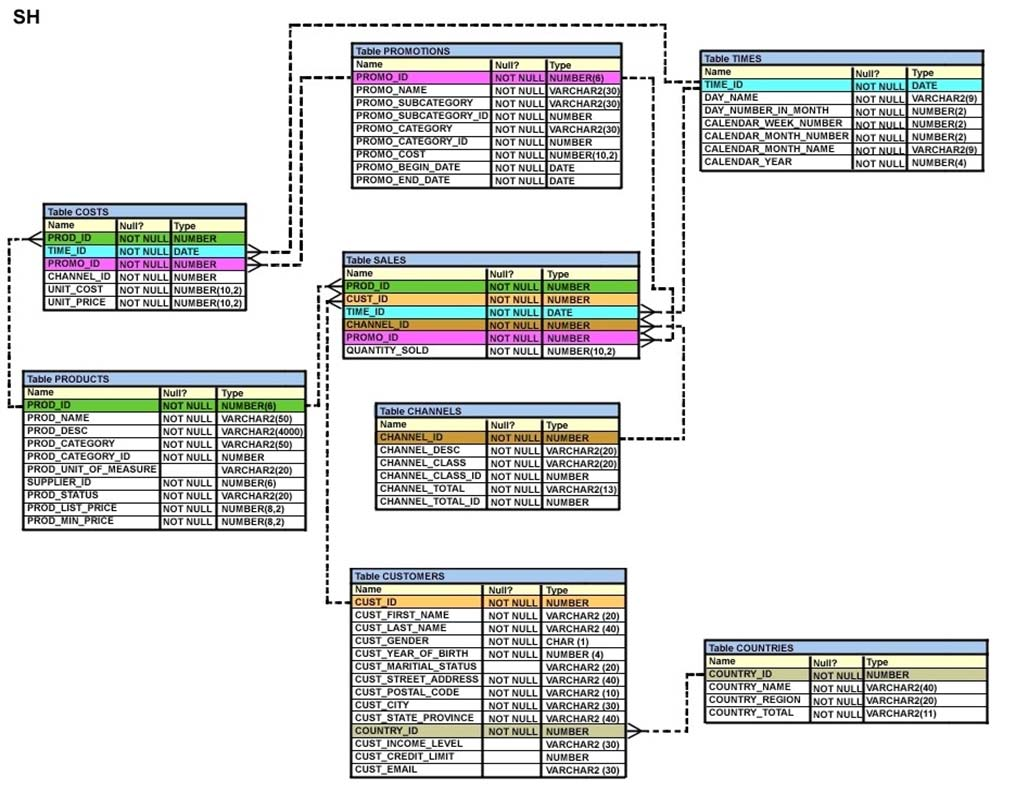 SH
Table PROMOTIONS
Name Null? Type
PROMO_ID NOT NULL NUMBER(6)
PROMO_NAME NOT NULL VARCHAR2(30)
PROMO_SUBCATEGORY NOT NULL VARCHAR2(30)
PROMO_SUBCATEGORY_ID NOT NULL NUMBER
PROMO_CATEGORY NOT NULL VARCHAR2(30)
PROMO_CATEGORY_ID NOT NULL NUMBER
PROMO_COST NOT NULL NUMBER(10,2)
PROMO_BEGIN_DATE NOT NULL DATE
PROMO_END_DATE NOT NULL DATE
Table TIMES
Name Null? Type
TIME_ID NOT NULL DATE
DAY_NAME NOT NULL VARCHAR2(9)
DAY_NUMBER_IN_MONTH NOT NULL NUMBER(2)
CALENDAR_WEEK_NUMBER NOT NULL NUMBER(2)
CALENDAR_MONTH_NUMBER NOT NULL NUMBER(2)
CALENDAR_MONTH_NAME NOT NULL VARCHAR2(9)
CALENDAR_YEAR NOT NULL NUMBER(4)
Table COSTS
Name Null? Type
PROD_ID NOT NULL NUMBER
TIME_ID NOT NULL DATE
PROMO_ID NOT NULL NUMBER
CHANNEL_ID NOT NULL NUMBER
UNIT_COST NOT NULL NUMBER(10,2)
UNIT_PRICE NOT NULL NUMBER(10,2)
Table SALES
Name Null? Type
PROD_ID NOT NULL NUMBER
CUST_ID NOT NULL NUMBER
TIME_ID NOT NULL DATE
CHANNEL_ID NOT NULL NUMBER
PROMO_ID NOT NULL NUMBER
QUANTITY_SOLD NOT NULL NUMBER(10,2)
Table PRODUCTS
Name Null? Type
PROD_ID NOT NULL NUMBER(6)
PROD_NAME NOT NULL VARCHAR2(50)
PROD_DESC NOT NULL VARCHAR2(4000)
PROD_CATEGORY NOT NULL VARCHAR2(50)
PROD_CATEGORY_ID NOT NULL NUMBER
PROD_UNIT_OF_MEASURE VARCHAR2(20)
SUPPLIER_ID NOT NULL NUMBER(6)
PROD_STATUS NOT NULL VARCHAR2(20)
PROD_LIST_PRICE NOT NULL NUMBER(8,2)
PROD_MIN_PRICE NOT NULL NUMBER(8,2)
Table CHANNELS
Name Null? Type
CHANNEL_ID NOT NULL NUMBER
CHANNEL_DESC NOT NULL VARCHAR2(20)
CHANNEL_CLASS NOT NULL VARCHAR2(20)
CHANNEL_CLASS_ID NOT NULL NUMBER
CHANNEL_TOTAL NOT NULL VARCHAR2(13)
CHANNEL_TOTAL_ID NOT NULL NUMBER
Table CUSTOMERS
Name Null? Type
CUST_ID NOT NULL NUMBER
CUST_FIRST_NAME NOT NULL VARCHAR2 (20)
CUST_LAST_NAME NOT NULL VARCHAR2 (40)
CUST_GENDER NOT NULL CHAR (1)
CUST_YEAR_OF_BIRTH NOT NULL NUMBER (4)
CUST_MARITIAL_STATUS VARCHAR2 (20)
CUST_STREET_ADDRESS NOT NULL VARCHAR2 (40)
CUST_POSTAL_CODE NOT NULL VARCHAR2 (10)
CUST_CITY NOT NULL VARCHAR2 (30)
CUST_STATE_PROVINCE NOT NULL VARCHAR2 (40)
COUNTRY_ID NOT NULL NUMBER
CUST_INCOME_LEVEL VARCHAR2 (30)
CUST_CREDIT_LIMIT NUMBER
CUST_EMAIL VARCHAR2 (30)
Table COUNTRIES
Name Null? Type
COUNTRY_ID NOT NULL NUMBER
COUNTRY_NAME NOT NULL VARCHAR2(40)
COUNTRY_REGION NOT NULL VARCHAR2(20)
COUNTRY_TOTAL NOT NULL VARCHAR2(11)